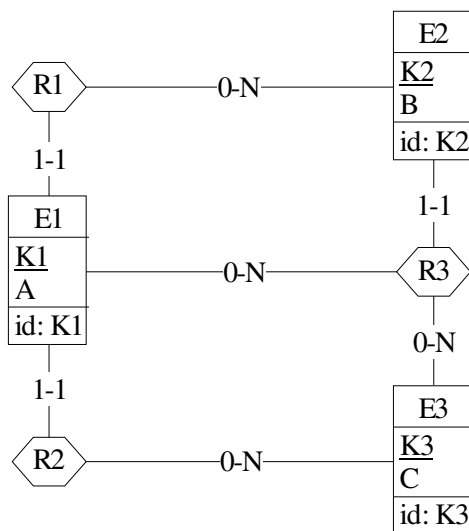 E2
K2
B
id: K2
R1
0-N
1-1
1-1
E1
K1
A
id: K1
0-N
R3
0-N
1-1
E3
K3
C
id: K3
R2
0-N